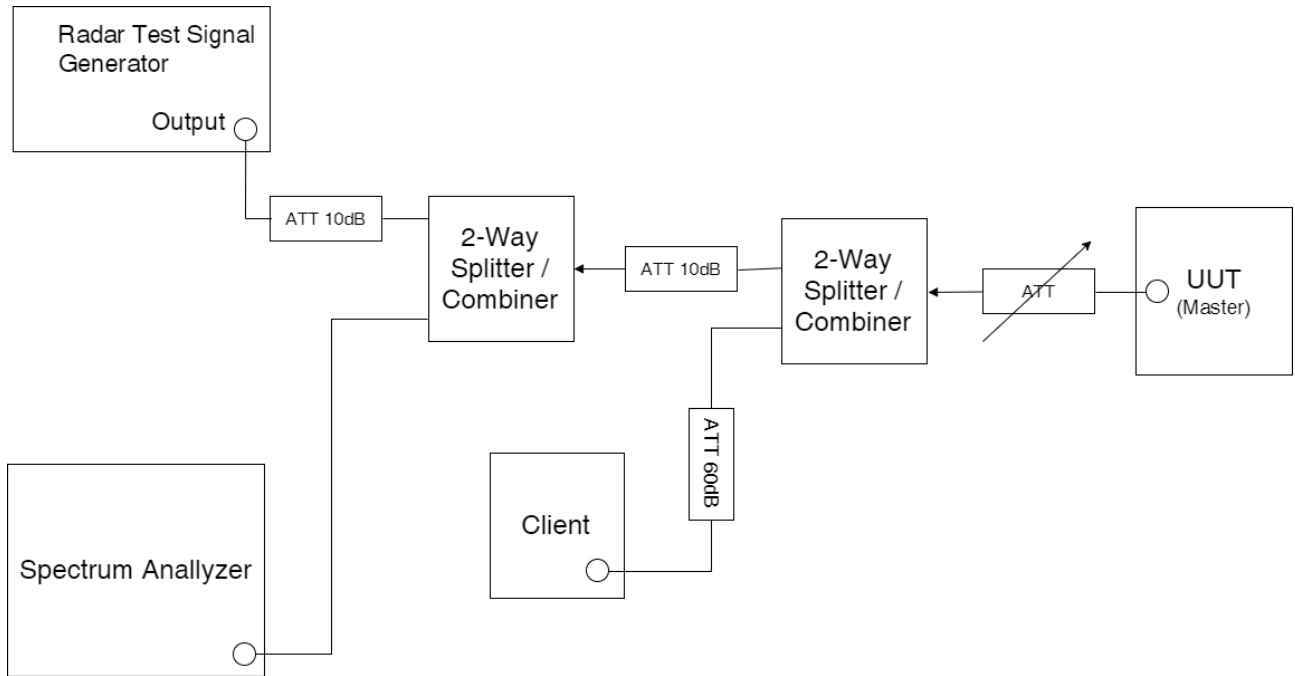 Radar Test Signal
Generator
Output
ATT 10dB
2-Way
Splitter /
Combiner
ATT 10dB
2-Way
Splitter /
Combiner
ATT
UUT
(Master)
ATT 60dB
Client
Spectrum Anallyzer